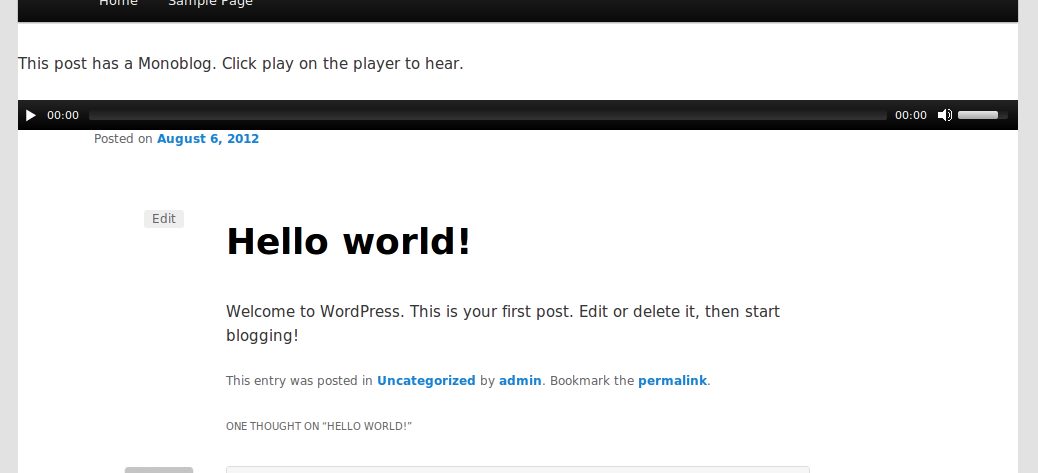 Home Sample Page
This post has a Monoblog. Click play on the player to hear.
00:00 00:00
Posted on August 6, 2012
Edit
Hello world!
Welcome to WordPress. This is your first post. Edit or delete it, then start
blogging!
This entry was posted in Uncategorized by admin. Bookmark the permalink.
ONE THOUGHT ON “HELLO WORLD!”